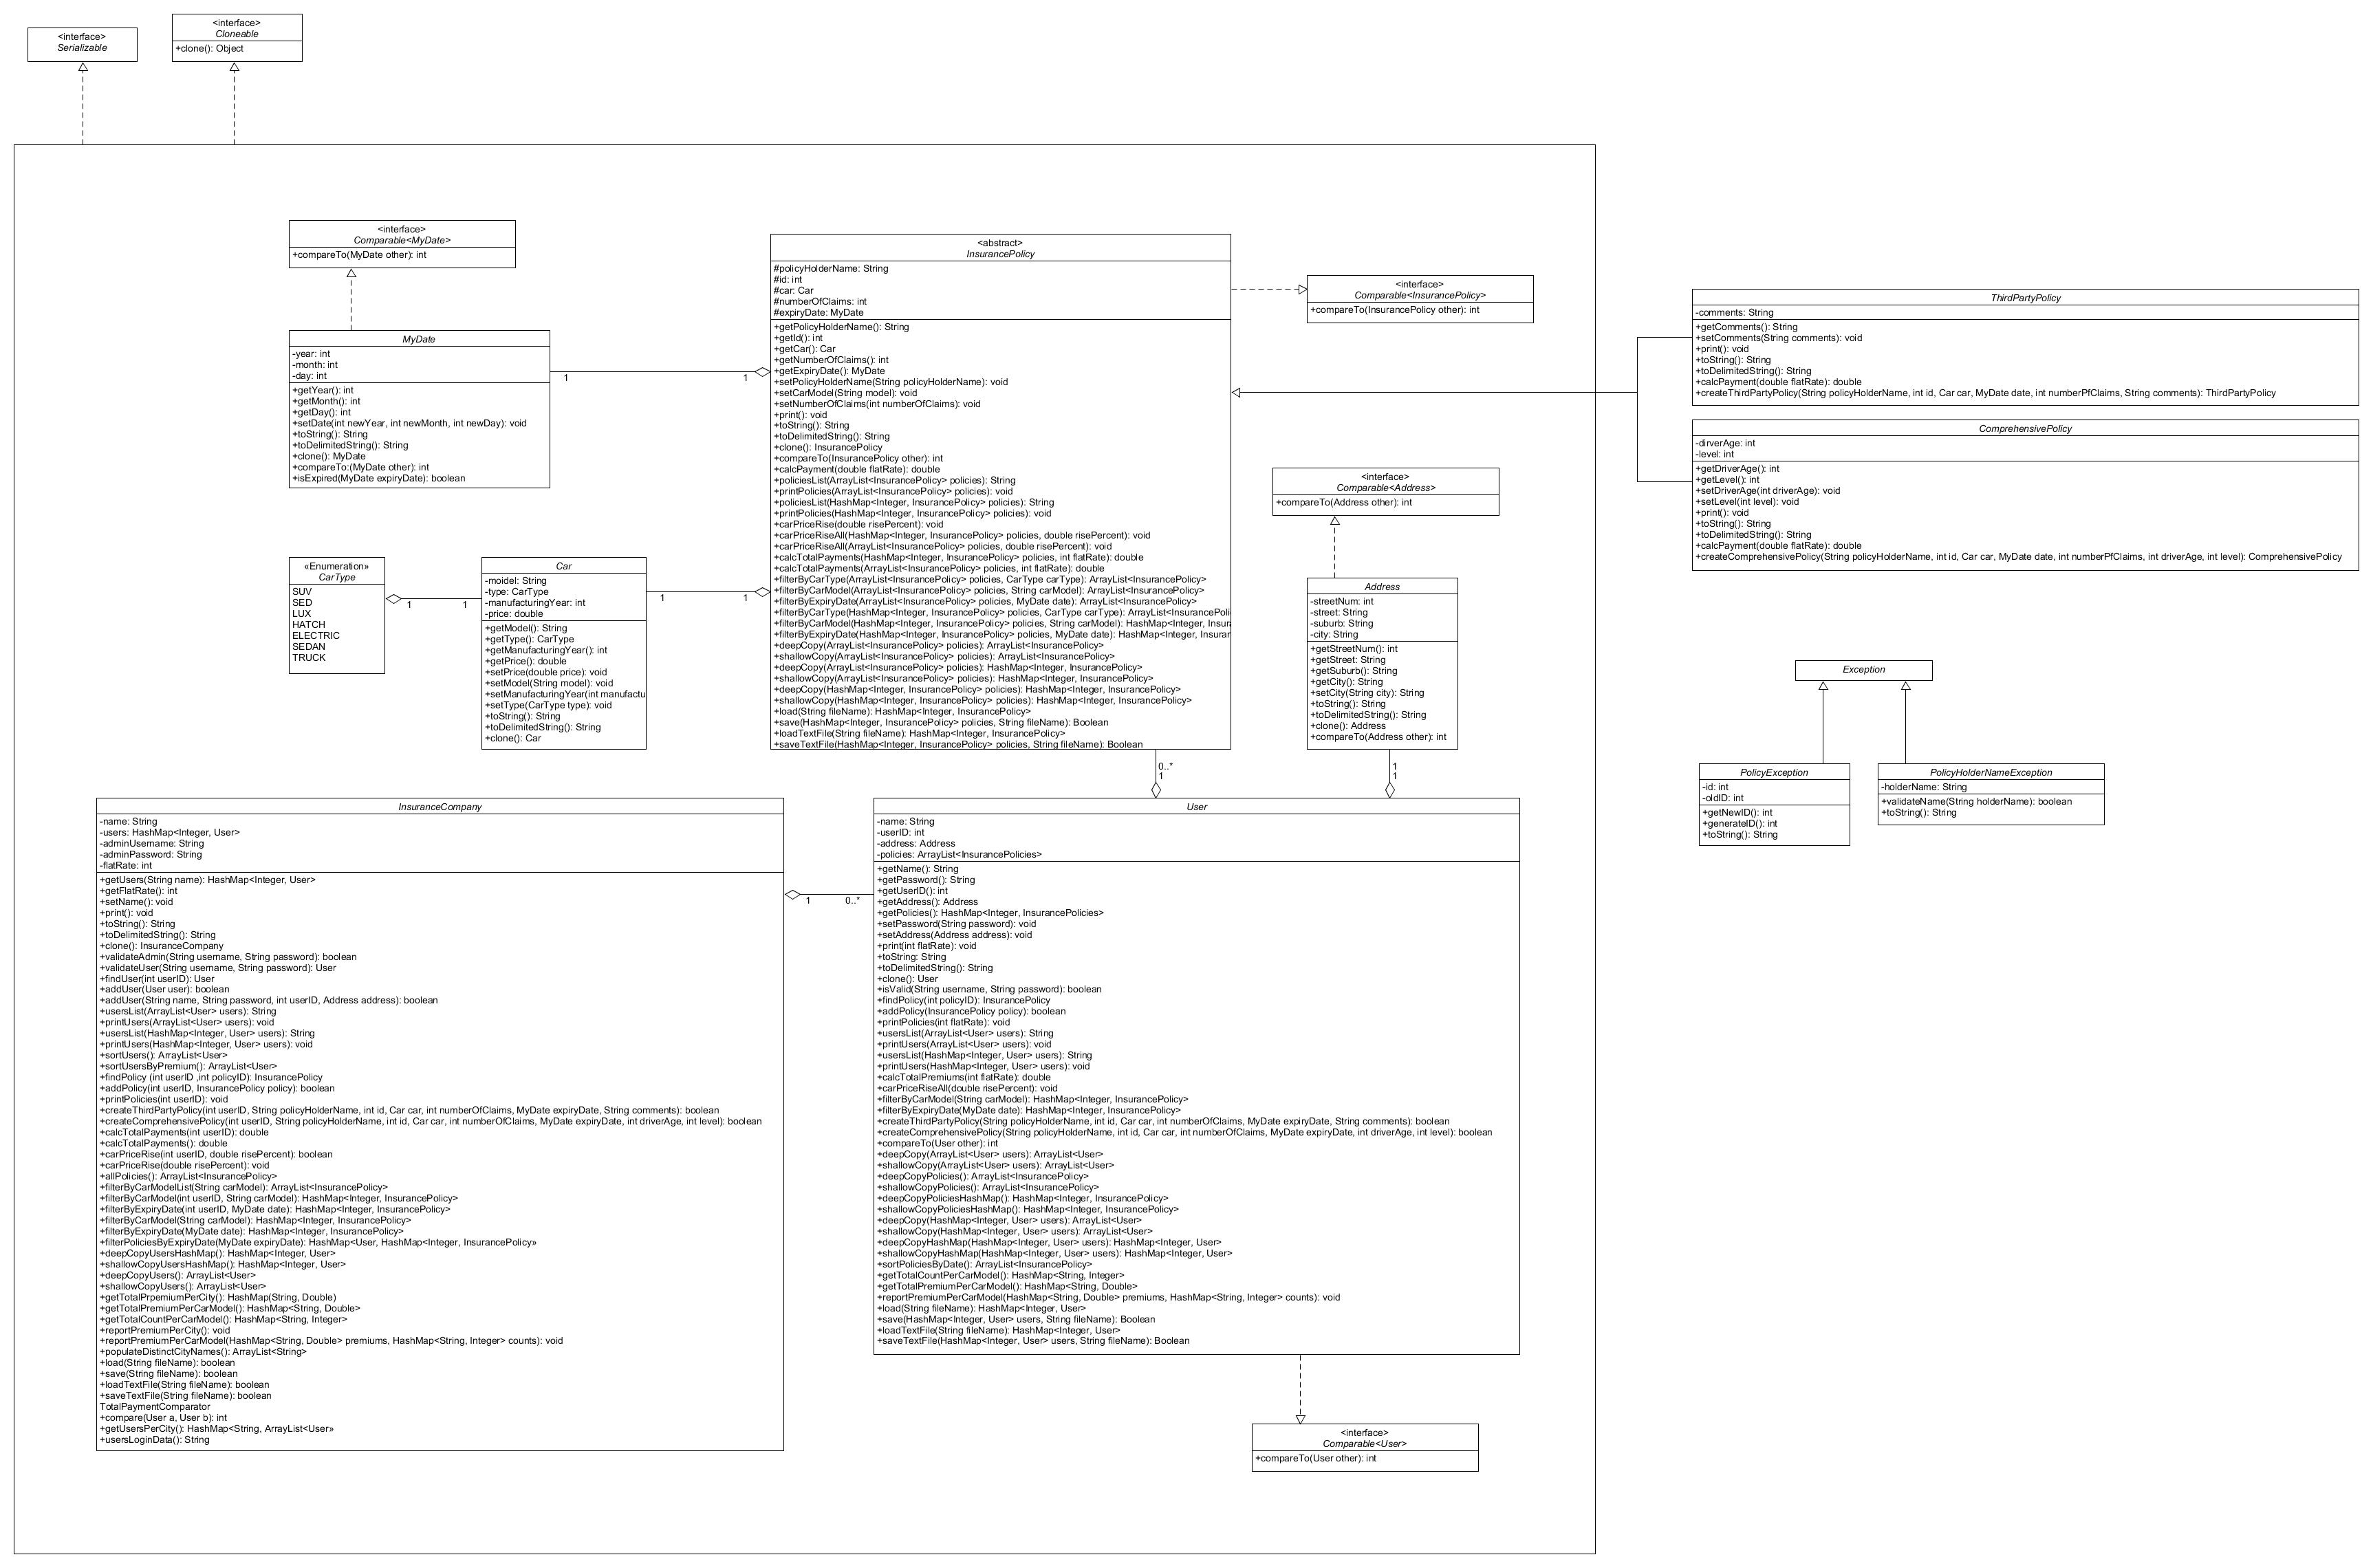 <interface>
Serializable
<interface>
Cloneable
+clone(): Object
<interface>
Comparable<MyDate>
+compareTo(MyDate other): int
MyDate
-year: int
-month: int
-day: int
+getYear(): int
+getMonth(): int
+getDay(): int
+setDate(int newYear, int newMonth, int newDay): void
+toString(): String
+toDelimitedString(): String
+clone(): MyDate
+compareTo:(MyDate other): int
+isExpired(MyDate expiryDate): boolean
1
1
<abstract>
InsurancePolicy
#policyHolderName: String
#id: int
#car: Car
#numberOfClaims: int
#expiryDate: MyDate
+getPolicyHolderName(): String
+getId(): int
+getCar(): Car
+getNumberOfClaims(): int
+getExpiryDate(): MyDate
+setPolicyHolderName(String policyHolderName): void
+setCarModel(String model): void
+setNumberOfClaims(int numberOfClaims): void
+print(): void
+toString(): String
+toDelimitedString(): String
+clone(): InsurancePolicy
+compareTo(InsurancePolicy other): int
+calcPayment(double flatRate): double
+policiesList(ArrayList<InsurancePolicy> policies): String
+printPolicies(ArrayList<InsurancePolicy> policies): void
+policiesList(HashMap<Integer, InsurancePolicy> policies): String
+printPolicies(HashMap<Integer, InsurancePolicy> policies): void
+carPriceRise(double risePercent): void
+carPriceRiseAll(HashMap<Integer, InsurancePolicy> policies, double risePercent): void
+carPriceRiseAll(ArrayList<InsurancePolicy> policies, double risePercent): void
+calcTotalPayments(HashMap<Integer, InsurancePolicy> policies, int flatRate): double
+calcTotalPayments(ArrayList<InsurancePolicy> policies, int flatRate): double
+filterByCarType(ArrayList<InsurancePolicy> policies, CarType carType): ArrayList<InsurancePolicy>
+filterByCarModel(ArrayList<InsurancePolicy> policies, String carModel): ArrayList<InsurancePolicy>
+filterByExpiryDate(ArrayList<InsurancePolicy> policies, MyDate date): ArrayList<InsurancePolicy>
+filterByCarType(HashMap<Integer, InsurancePolicy> policies, CarType carType): ArrayList<InsurancePoli
+filterByCarModel(HashMap<Integer, InsurancePolicy> policies, String carModel): HashMap<Integer, Insura
+filterByExpiryDate(HashMap<Integer, InsurancePolicy> policies, MyDate date): HashMap<Integer, Insuran
+deepCopy(ArrayList<InsurancePolicy> policies): ArrayList<InsurancePolicy>
+shallowCopy(ArrayList<InsurancePolicy> policies): ArrayList<InsurancePolicy>
+deepCopy(ArrayList<InsurancePolicy> policies): HashMap<Integer, InsurancePolicy>
+shallowCopy(ArrayList<InsurancePolicy> policies): HashMap<Integer, InsurancePolicy>
+deepCopy(HashMap<Integer, InsurancePolicy> policies): HashMap<Integer, InsurancePolicy>
+shallowCopy(HashMap<Integer, InsurancePolicy> policies): HashMap<Integer, InsurancePolicy>
+load(String fileName): HashMap<Integer, InsurancePolicy>
+save(HashMap<Integer, InsurancePolicy> policies, String fileName): Boolean
+loadTextFile(String fileName): HashMap<Integer, InsurancePolicy>
+saveTextFile(HashMap<Integer, InsurancePolicy> policies, String fileName): Boolean
<interface>
Comparable<InsurancePolicy>
+compareTo(InsurancePolicy other): int
ThirdPartyPolicy
-comments: String
+getComments(): String
+setComments(String comments): void
+print(): void
+toString(): String
+toDelimitedString(): String
+calcPayment(double flatRate): double
+createThirdPartyPolicy(String policyHolderName, int id, Car car, MyDate date, int numberPfClaims, String comments): ThirdPartyPolicy
ComprehensivePolicy
-dirverAge: int
-level: int
+getDriverAge(): int
+getLevel(): int
+setDriverAge(int driverAge): void
+setLevel(int level): void
+print(): void
+toString(): String
+toDelimitedString(): String
+calcPayment(double flatRate): double
+createComprehensivePolicy(String policyHolderName, int id, Car car, MyDate date, int numberPfClaims, int driverAge, int level): ComprehensivePolicy
«Enumeration»
CarType
SUV
SED
LUX
HATCH
ELECTRIC
SEDAN
TRUCK
1
1
Car
-moidel: String
-type: CarType
-manufacturingYear: int
-price: double
+getModel(): String
+getType(): CarType
+getManufacturingYear(): int
+getPrice(): double
+setPrice(double price): void
+setModel(String model): void
+setManufacturingYear(int manufactu
+setType(CarType type): void
+toString(): String
+toDelimitedString(): String
+clone(): Car
1
1
<interface>
Comparable<Address>
+compareTo(Address other): int
Address
-streetNum: int
-street: String
-suburb: String
-city: String
+getStreetNum(): int
+getStreet: String
+getSuburb(): String
+getCity(): String
+setCity(String city): String
+toString(): String
+toDelimitedString(): String
+clone(): Address
+compareTo(Address other): int
Exception
PolicyException
-id: int
-oldID: int
+getNewID(): int
+generateID(): int
+toString(): String
PolicyHolderNameException
-holderName: String
+validateName(String holderName): boolean
+toString(): String
0..*
1
1
1
InsuranceCompany
-name: String
-users: HashMap<Integer, User>
-adminUsername: String
-adminPassword: String
-flatRate: int
+getUsers(String name): HashMap<Integer, User>
+getFlatRate(): int
+setName(): void
+print(): void
+toString(): String
+toDelimitedString(): String
+clone(): InsuranceCompany
+validateAdmin(String username, String password): boolean
+validateUser(String username, String password): User
+findUser(int userID): User
+addUser(User user): boolean
+addUser(String name, String password, int userID, Address address): boolean
+usersList(ArrayList<User> users): String
+printUsers(ArrayList<User> users): void
+usersList(HashMap<Integer, User> users): String
+printUsers(HashMap<Integer, User> users): void
+sortUsers(): ArrayList<User>
+sortUsersByPremium(): ArrayList<User>
+findPolicy (int userID ,int policyID): InsurancePolicy
+addPolicy(int userID, InsurancePolicy policy): boolean
+printPolicies(int userID): void
+createThirdPartyPolicy(int userID, String policyHolderName, int id, Car car, int numberOfClaims, MyDate expiryDate, String comments): boolean
+createComprehensivePolicy(int userID, String policyHolderName, int id, Car car, int numberOfClaims, MyDate expiryDate, int driverAge, int level): boolean
+calcTotalPayments(int userID): double
+calcTotalPayments(): double
+carPriceRise(int userID, double risePercent): boolean
+carPriceRise(double risePercent): void
+allPolicies(): ArrayList<InsurancePolicy>
+filterByCarModelList(String carModel): ArrayList<InsurancePolicy>
+filterByCarModel(int userID, String carModel): HashMap<Integer, InsurancePolicy>
+filterByExpiryDate(int userID, MyDate date): HashMap<Integer, InsurancePolicy>
+filterByCarModel(String carModel): HashMap<Integer, InsurancePolicy>
+filterByExpiryDate(MyDate date): HashMap<Integer, InsurancePolicy>
+filterPoliciesByExpiryDate(MyDate expiryDate): HashMap<User, HashMap<Integer, InsurancePolicy»
+deepCopyUsersHashMap(): HashMap<Integer, User>
+shallowCopyUsersHashMap(): HashMap<Integer, User>
+deepCopyUsers(): ArrayList<User>
+shallowCopyUsers(): ArrayList<User>
+getTotalPrpemiumPerCity(): HashMap(String, Double)
+getTotalPremiumPerCarModel(): HashMap<String, Double>
+getTotalCountPerCarModel(): HashMap<String, Integer>
+reportPremiumPerCity(): void
+reportPremiumPerCarModel(HashMap<String, Double> premiums, HashMap<String, Integer> counts): void
+populateDistinctCityNames(): ArrayList<String>
+load(String fileName): boolean
+save(String fileName): boolean
+loadTextFile(String fileName): boolean
+saveTextFile(String fileName): boolean
TotalPaymentComparator
+compare(User a, User b): int
+getUsersPerCity(): HashMap<String, ArrayList<User»
+usersLoginData(): String
1
0..*
User
-name: String
-userID: int
-address: Address
-policies: ArrayList<InsurancePolicies>
+getName(): String
+getPassword(): String
+getUserID(): int
+getAddress(): Address
+getPolicies(): HashMap<Integer, InsurancePolicies>
+setPassword(String password): void
+setAddress(Address address): void
+print(int flatRate): void
+toString: String
+toDelimitedString(): String
+clone(): User
+isValid(String username, String password): boolean
+findPolicy(int policyID): InsurancePolicy
+addPolicy(InsurancePolicy policy): boolean
+printPolicies(int flatRate): void
+usersList(ArrayList<User> users): String
+printUsers(ArrayList<User> users): void
+usersList(HashMap<Integer, User> users): String
+printUsers(HashMap<Integer, User> users): void
+calcTotalPremiums(int flatRate): double
+carPriceRiseAll(double risePercent): void
+filterByCarModel(String carModel): HashMap<Integer, InsurancePolicy>
+filterByExpiryDate(MyDate date): HashMap<Integer, InsurancePolicy>
+createThirdPartyPolicy(String policyHolderName, int id, Car car, int numberOfClaims, MyDate expiryDate, String comments): boolean
+createComprehensivePolicy(String policyHolderName, int id, Car car, int numberOfClaims, MyDate expiryDate, int driverAge, int level): boolean
+compareTo(User other): int
+deepCopy(ArrayList<User> users): ArrayList<User>
+shallowCopy(ArrayList<User> users): ArrayList<User>
+deepCopyPolicies(): ArrayList<InsurancePolicy>
+shallowCopyPolicies(): ArrayList<InsurancePolicy>
+deepCopyPoliciesHashMap(): HashMap<Integer, InsurancePolicy>
+shallowCopyPoliciesHashMap(): HashMap<Integer, InsurancePolicy>
+deepCopy(HashMap<Integer, User> users): ArrayList<User>
+shallowCopy(HashMap<Integer, User> users): ArrayList<User>
+deepCopyHashMap(HashMap<Integer, User> users): HashMap<Integer, User>
+shallowCopyHashMap(HashMap<Integer, User> users): HashMap<Integer, User>
+sortPoliciesByDate(): ArrayList<InsurancePolicy>
+getTotalCountPerCarModel(): HashMap<String, Integer>
+getTotalPremiumPerCarModel(): HashMap<String, Double>
+reportPremiumPerCarModel(HashMap<String, Double> premiums, HashMap<String, Integer> counts): void
+load(String fileName): HashMap<Integer, User>
+save(HashMap<Integer, User> users, String fileName): Boolean
+loadTextFile(String fileName): HashMap<Integer, User>
+saveTextFile(HashMap<Integer, User> users, String fileName): Boolean
<interface>
Comparable<User>
+compareTo(User other): int